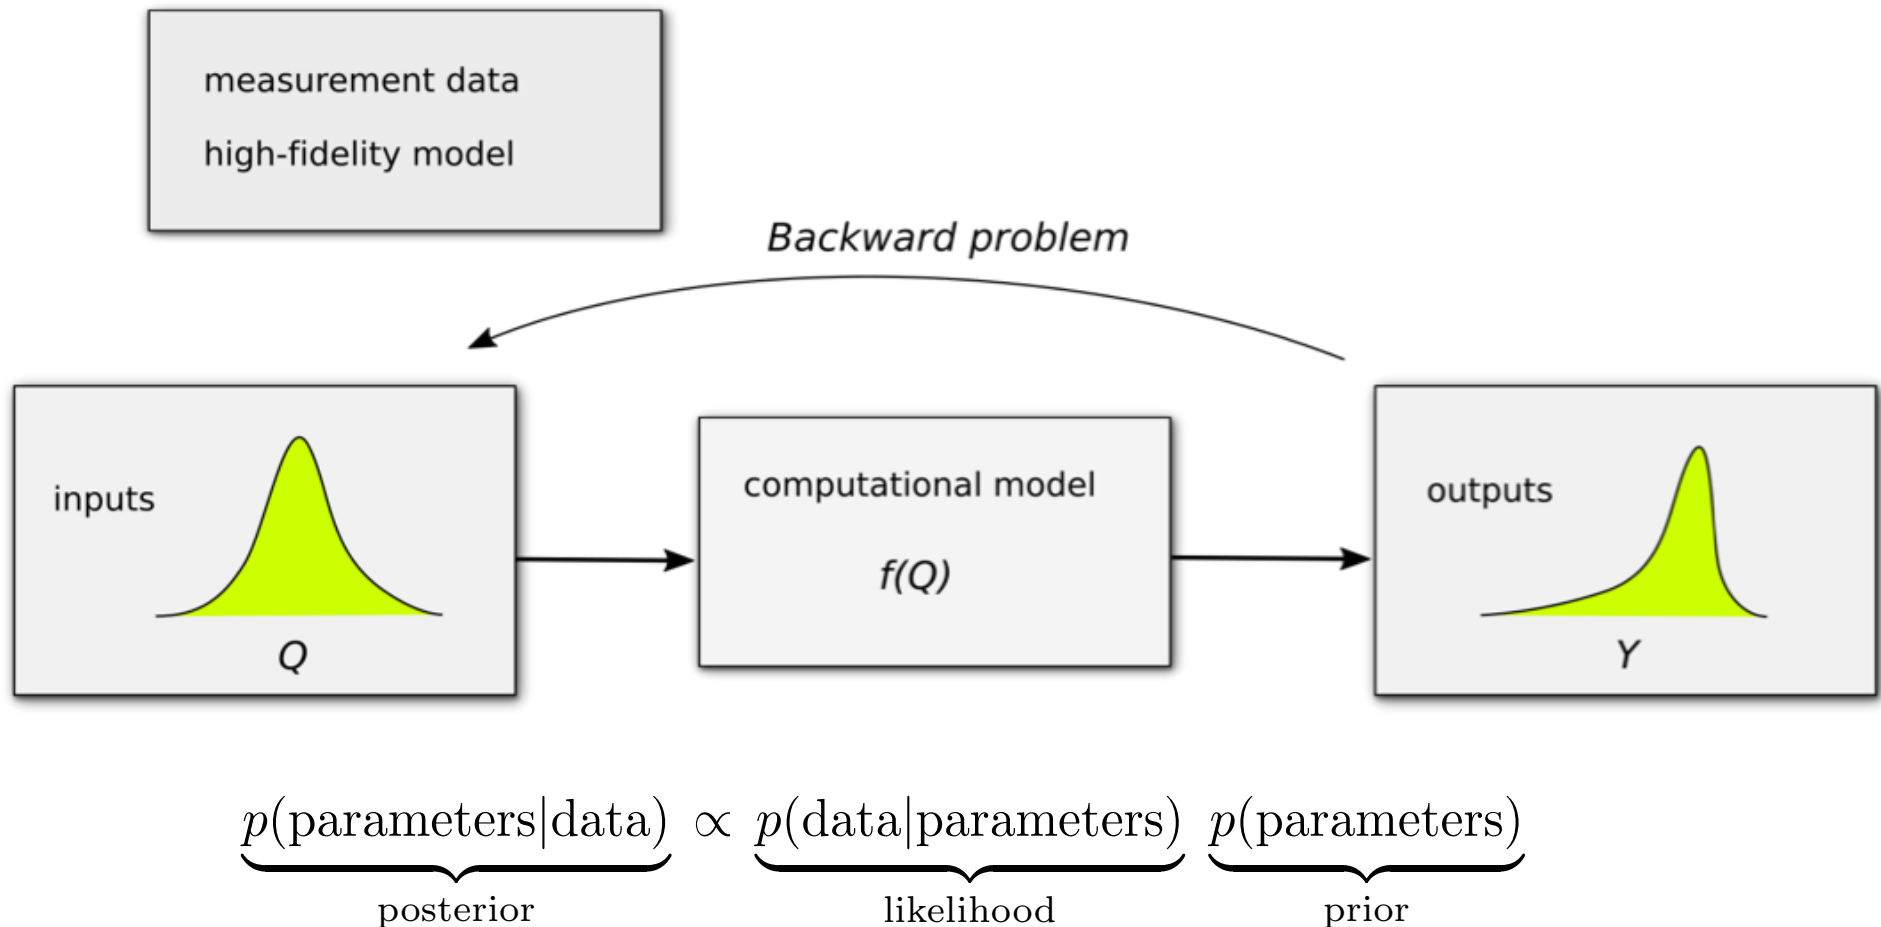 measurement data
high-fidelity model
Backward problem
inputs
Q
computational model
f(Q)
outputs
Y
p(parameters|data) ∝ p(data|parameters) p(parameters)
posterior likelihood prior